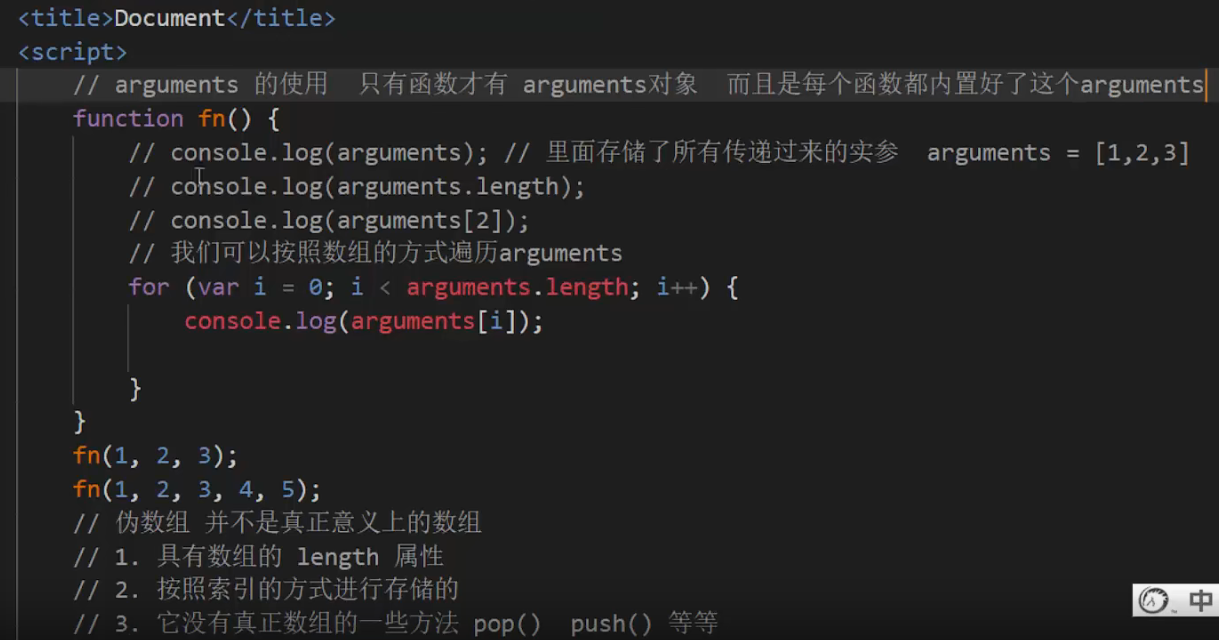 <title>Document</title>
<script>
// arguments 的使用  只有函数才有 arguments对象  而且是每个函数都内置好了这个arguments
function fn() {
// console.log(arguments); // 里面存储了所有传递过来的实参  arguments = [1,2,3]
// console.log(arguments.length);
// console.log(arguments[2]);
// 我们可以按照数组的方式遍历arguments
for (var i = 0; i < arguments.length; i++) {
console.log(arguments[i]);
}
}
fn(1, 2, 3);
fn(1, 2, 3, 4, 5);
// 伪数组 并不是真正意义上的数组
// 1. 具有数组的 length 属性
// 2. 按照索引的方式进行存储的
// 3. 它没有真正数组的一些方法 pop()  push() 等等
中